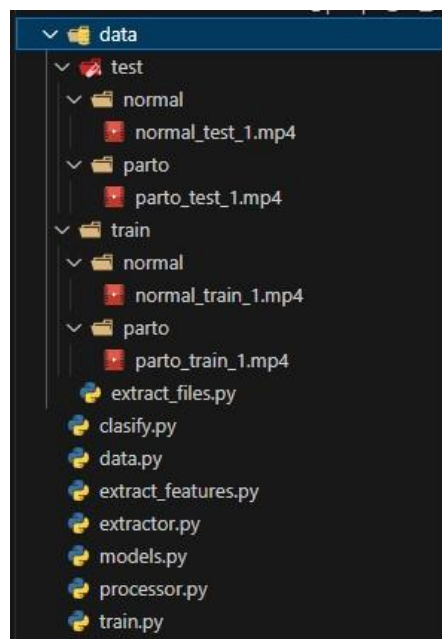 data
test
normal
normal_test_1.mp4
parto
parto_test_1.mp4
train
normal
normal_train_1.mp4
parto
parto_train_1.mp4
extract_files.py
clasify.py
data.py
extract_features.py
extractor.py
models.py
processor.py
train.py